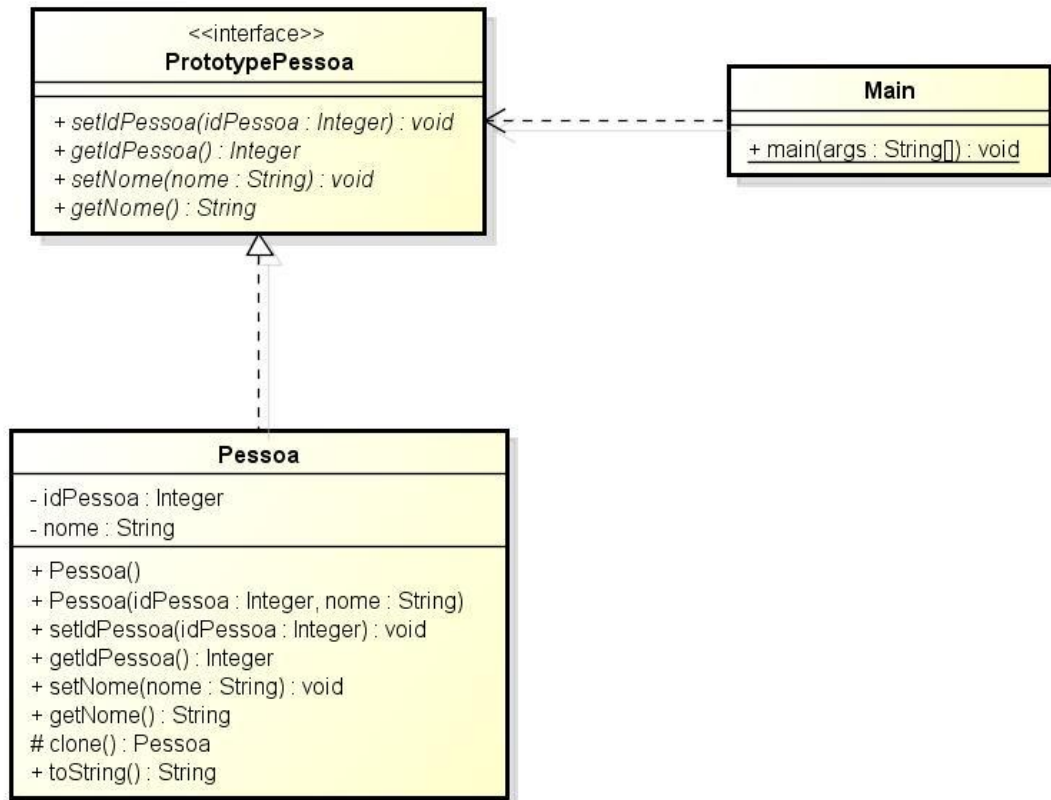 <<interface>>
PrototypePessoa
+ setIdPessoa(idPessoa : Integer) : void
+ getIdPessoa() : Integer
+ setNome(nome : String) : void
+ getNome() : String
Main
+ main(args : String[]) : void
Pessoa
- idPessoa : Integer
- nome : String
+ Pessoa()
+ Pessoa(idPessoa : Integer, nome : String)
+ setIdPessoa(idPessoa : Integer) : void
+ getIdPessoa() : Integer
+ setNome(nome : String) : void
+ getNome() : String
# clone() : Pessoa
+ toString() : String